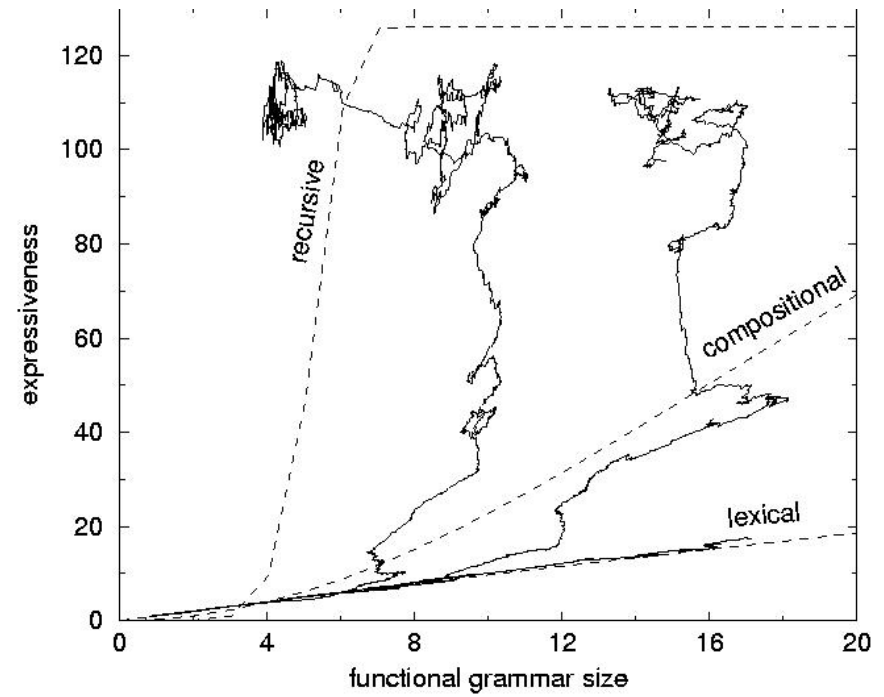 120
100
80
60
40
20
0
expressiveness
recursive
compositional
lexical
0 4 8 12 16 20
functional grammar size